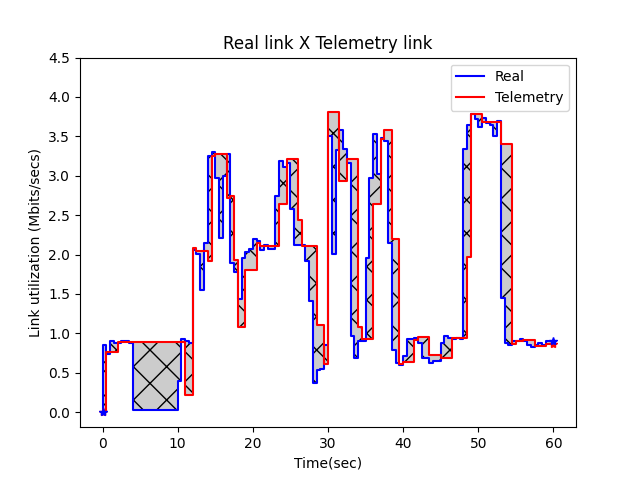 Real link X Telemetry link
Real
Telemetry
Link utilization (Mbits/secs)
4.5
4.0
3.5
3.0
2.5
2.0
1.5
1.0
0.5
0.0
0 10 20 30 40 50 60
Time(sec)